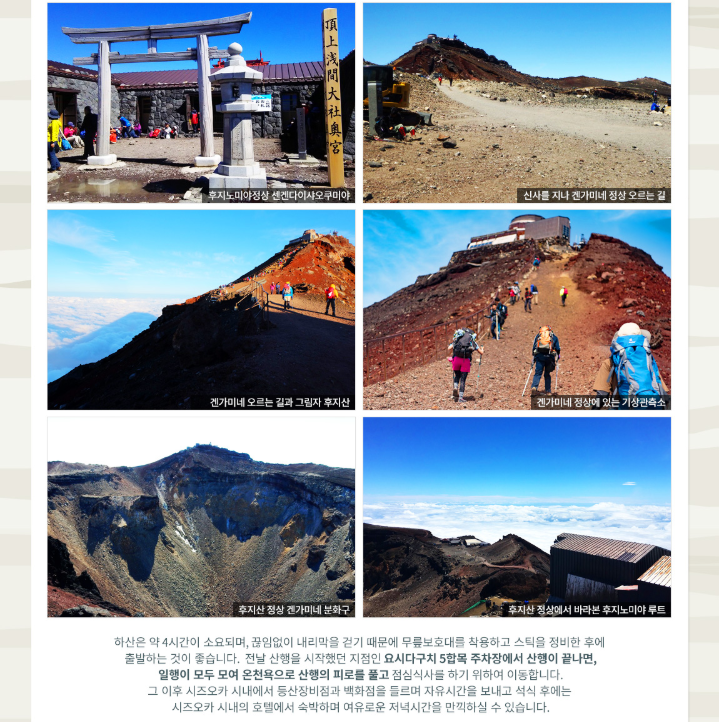 頂上浅間大社奥宮
후지노미야정상 센겐다이샤오쿠미야
신사를 지나 겐가미네 정상 오르는 길
겐가미네 오르는 길과 그림자 후지산
겐가미네 정상에 있는 기상관측소
후지산 정상 겐가미네 분화구
후지산 정상에서 바라본 후지노미야 루트
하산은 약 4시간이 소요되며, 끊임없이 내리막을 걷기 때문에 무릎보호대를 착용하고 스틱을 정비한 후에
출발하는 것이 좋습니다. 전날 산행을 시작했던 지점인 요시다구치 5합목 주차장에서 산행이 끝나면,
일행이 모두 모여 온천욕으로 산행의 피로를 풀고 점심식사를 하기 위하여 이동합니다.
그 이후 시즈오카 시내에서 등산장비점과 백화점을 들르며 자유시간을 보내고 석식 후에는
시즈오카 시내의 호텔에서 숙박하며 여유로운 저녁시간을 만끽하실 수 있습니다.